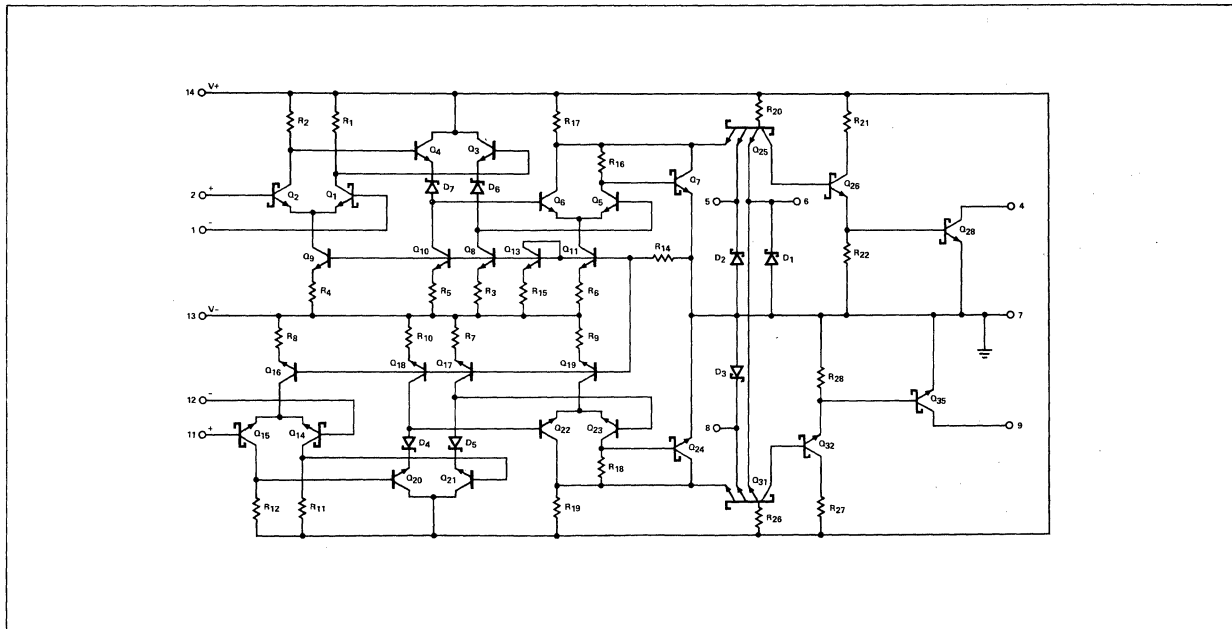 14 V+
R2 R1 R17 R20 R21
Q4 Q3 R16 Q25
Q7 Q26
2 + Q2 Q1 D7 D6 Q6 Q5 5 6 4
1 - Q28
Q9 Q10 Q8 Q13 Q11 R14 D2 D1 R22
R4 R5 R3 R15 R6
13 V- 7
R8 R10 R7 R9
Q16 Q18 Q17 Q19 D3 R28
12 - Q35
11 + Q15 Q14 D4 D5 Q22 Q23 8 9
Q24 Q32
Q20 Q21 R18 Q31
R12 R11 R19 R26 R27